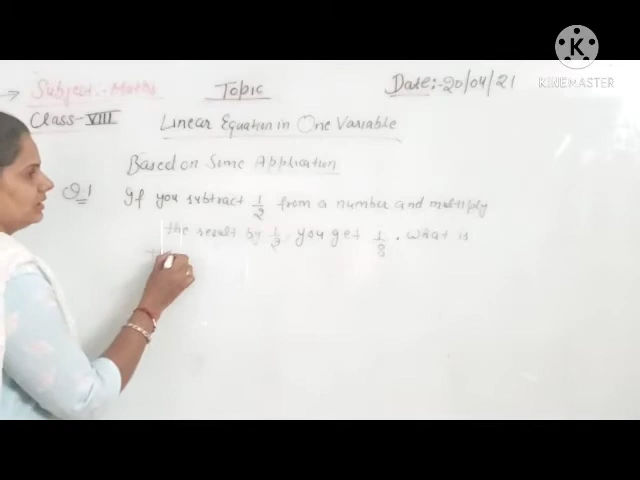 Subject:- Maths
Topic
Date:-20/04/21
KINEMASTER
Class-VIII
Linear Equation in One Variable
Based on Some Application
Q.1 If you subtract 1/2 from a number and multiply
the result by 1/2, you get 1/8. What is